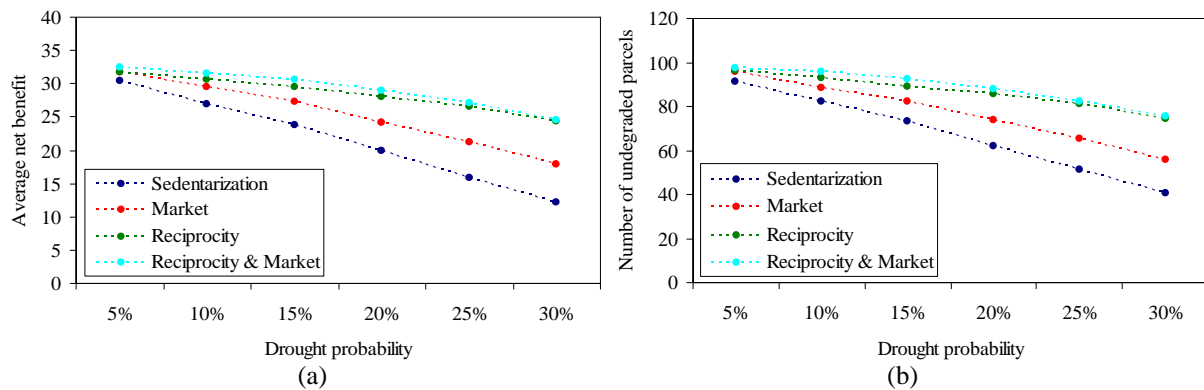 40
35
30
25
20
15
10
5
0
Average net benefit
Sedentarization
Market
Reciprocity
Reciprocity & Market
5% 10% 15% 20% 25% 30%
Drought probability
(a)
120
100
80
60
40
20
0
Number of undegraded parcels
Sedentarization
Market
Reciprocity
Reciprocity & Market
5% 10% 15% 20% 25% 30%
Drought probability
(b)